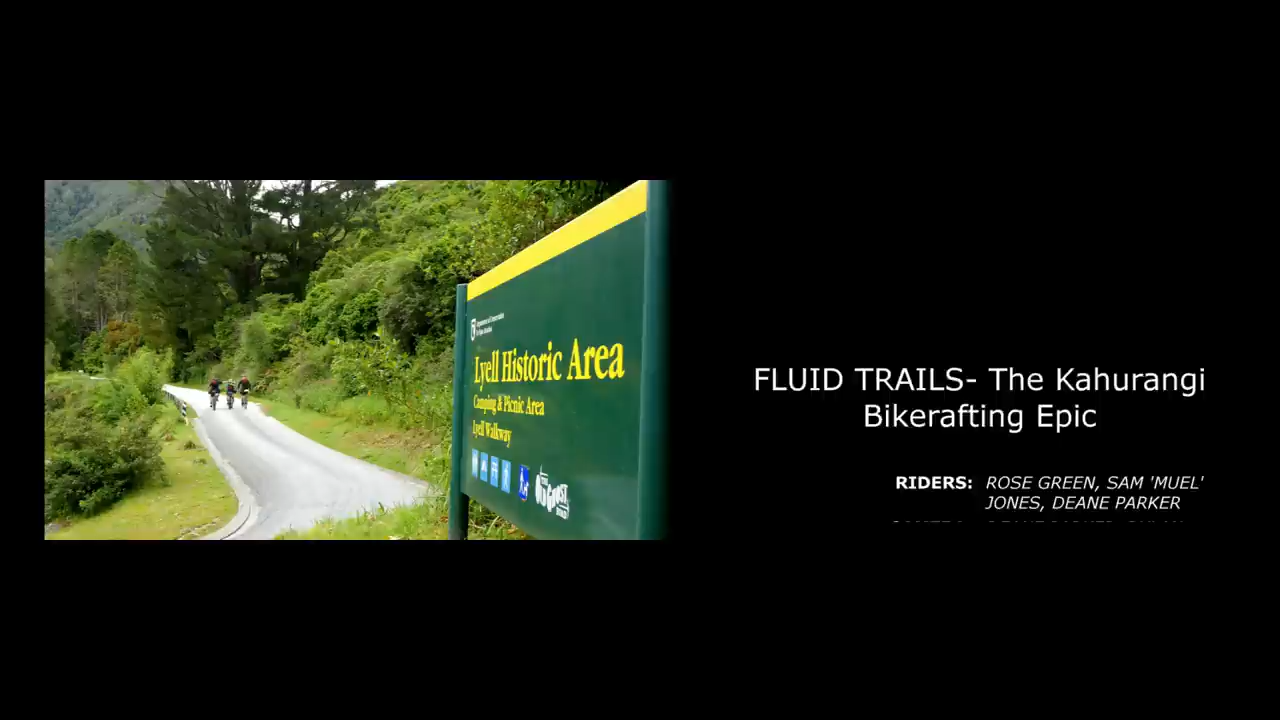 Lyell Historic Area
Camping & Picnic Area
Lyell Walkway
FLUID TRAILS- The Kahurangi
Bikerafting Epic
RIDERS: ROSE GREEN, SAM 'MUEL'
JONES, DEANE PARKER